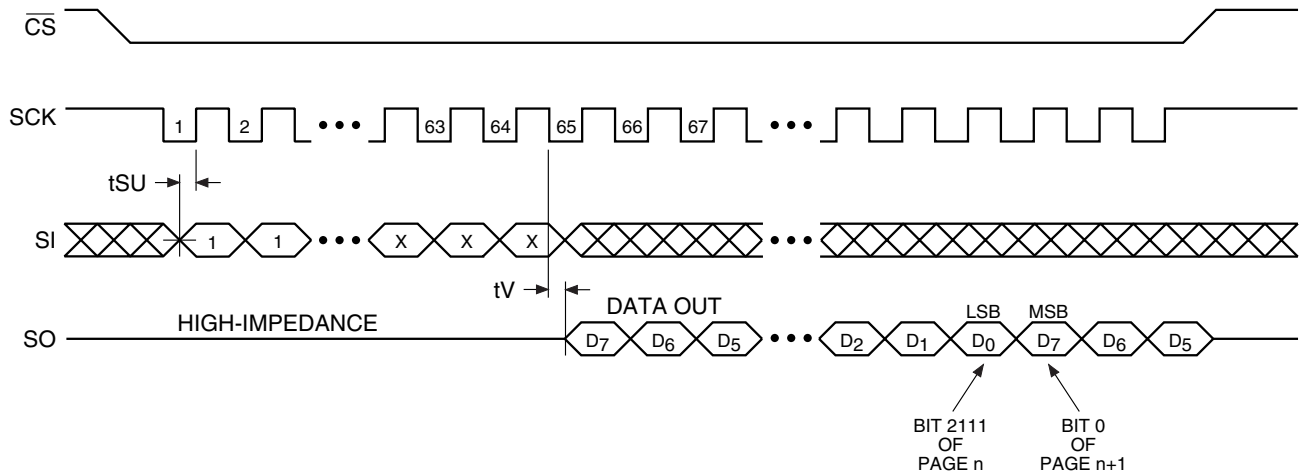 CS
SCK 1 2 ••• 63 64 65 66 67 •••
tSU
SI 1 1 ••• X X X •••
tV
DATA OUT
HIGH-IMPEDANCE
LSB MSB
SO D7 D6 D5 ••• D2 D1 D0 D7 D6 D5
BIT 2111
OF
PAGE n
BIT 0
OF
PAGE n+1